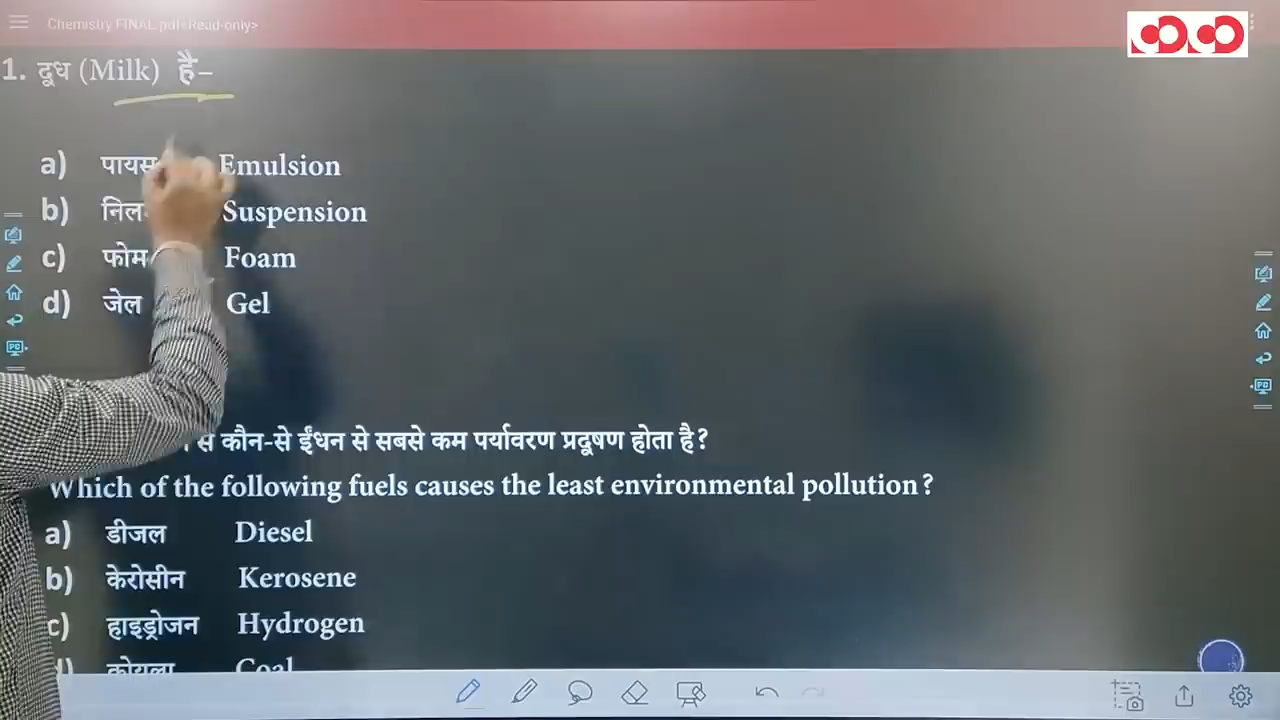 Chemistry FINAL.pdf<Read-only>
1. दूध (Milk) है–
a) पायस Emulsion
b) Suspension
c) फोम Foam
d) जेल Gel
से कौन-से ईंधन से सबसे कम पर्यावरण प्रदूषण होता है?
Which of the following fuels causes the least environmental pollution?
a) डीजल Diesel
b) केरोसीन Kerosene
c) हाइड्रोजन Hydrogen
d) कोयला Coal